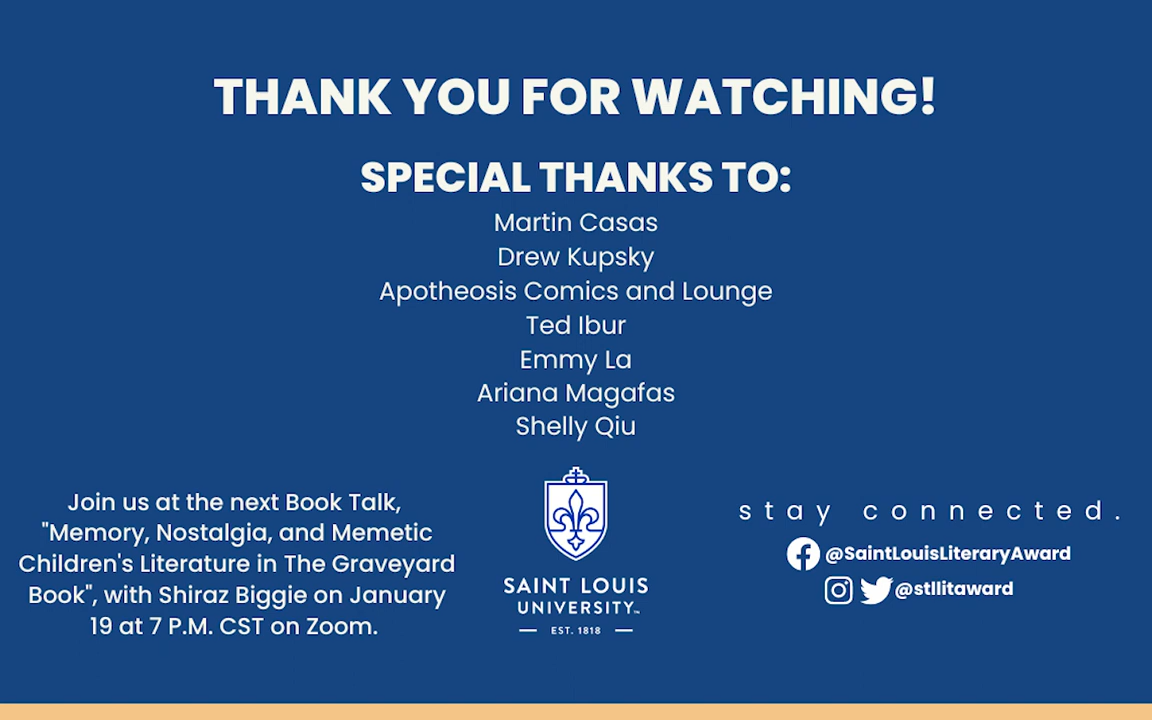 THANK YOU FOR WATCHING!
SPECIAL THANKS TO:
Martin Casas
Drew Kupsky
Apotheosis Comics and Lounge
Ted Ibur
Emmy La
Ariana Magafas
Shelly Qiu
Join us at the next Book Talk,
"Memory, Nostalgia, and Memetic
Children's Literature in The Graveyard
Book", with Shiraz Biggie on January
19 at 7 P.M. CST on Zoom.
SAINT LOUIS
UNIVERSITY™
— EST. 1818 —
stay connected.
@SaintLouisLiteraryAward
@stllitaward